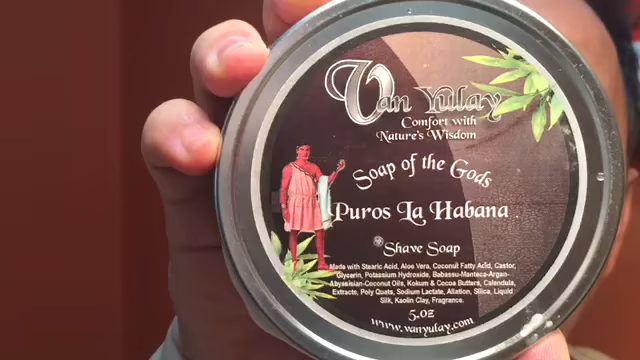 Van Yulay
Comfort with
Nature's Wisdom
Soap of the Gods
Puros La Habana
Shave Soap
Made with Stearic Acid, Aloe Vera, Coconut Fatty Acid, Castor,
Glycerin, Potassium Hydroxide, Babassu-Manteca-Argan-
Abyssisian-Coconut Oils, Kokum & Cocoa Butters, Calendula,
Extracts, Poly Quats, Sodium Lactate, Allation, Silica, Liquid
Silk, Kaolin Clay, Fragrance.
5.oz
www.vanyulay.com